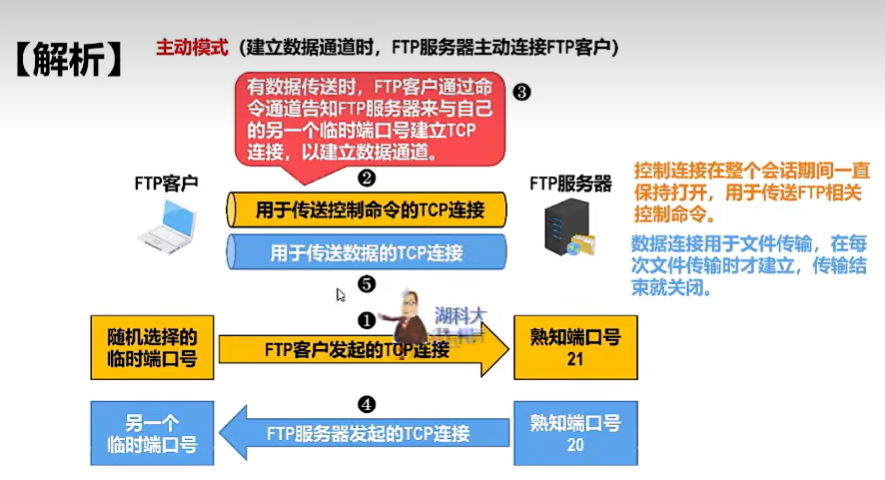 【解析】
主动模式（建立数据通道时，FTP服务器主动连接FTP客户）
有数据传送时，FTP客户通过命
令通道告知FTP服务器来与自己
的另一个临时端口号建立TCP
连接，以建立数据通道。
❸
❷
FTP客户
FTP服务器
用于传送控制命令的TCP连接
用于传送数据的TCP连接
❺
控制连接在整个会话期间一直
保持打开，用于传送FTP相关
控制命令。
数据连接用于文件传输，在每
次文件传输时才建立，传输结
束就关闭。
湖科大
❶
随机选择的
临时端口号
FTP客户发起的TCP连接
熟知端口号
21
❹
另一个
临时端口号
FTP服务器发起的TCP连接
熟知端口号
20